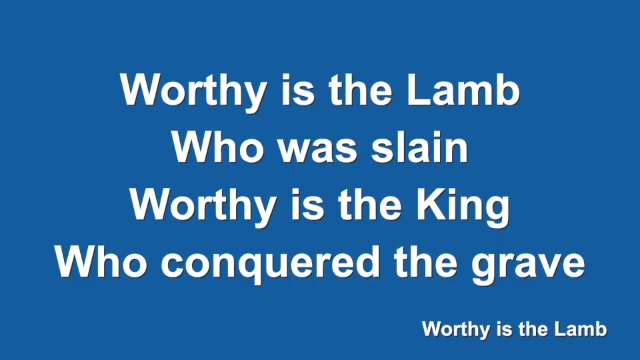 Worthy is the Lamb
Who was slain
Worthy is the King
Who conquered the grave
Worthy is the Lamb